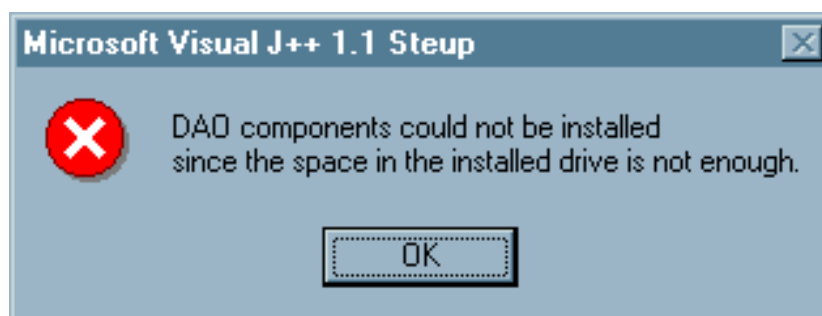 Microsoft Visual J++ 1.1 Steup
DAO components could not be installed
since the space in the installed drive is not enough.
OK